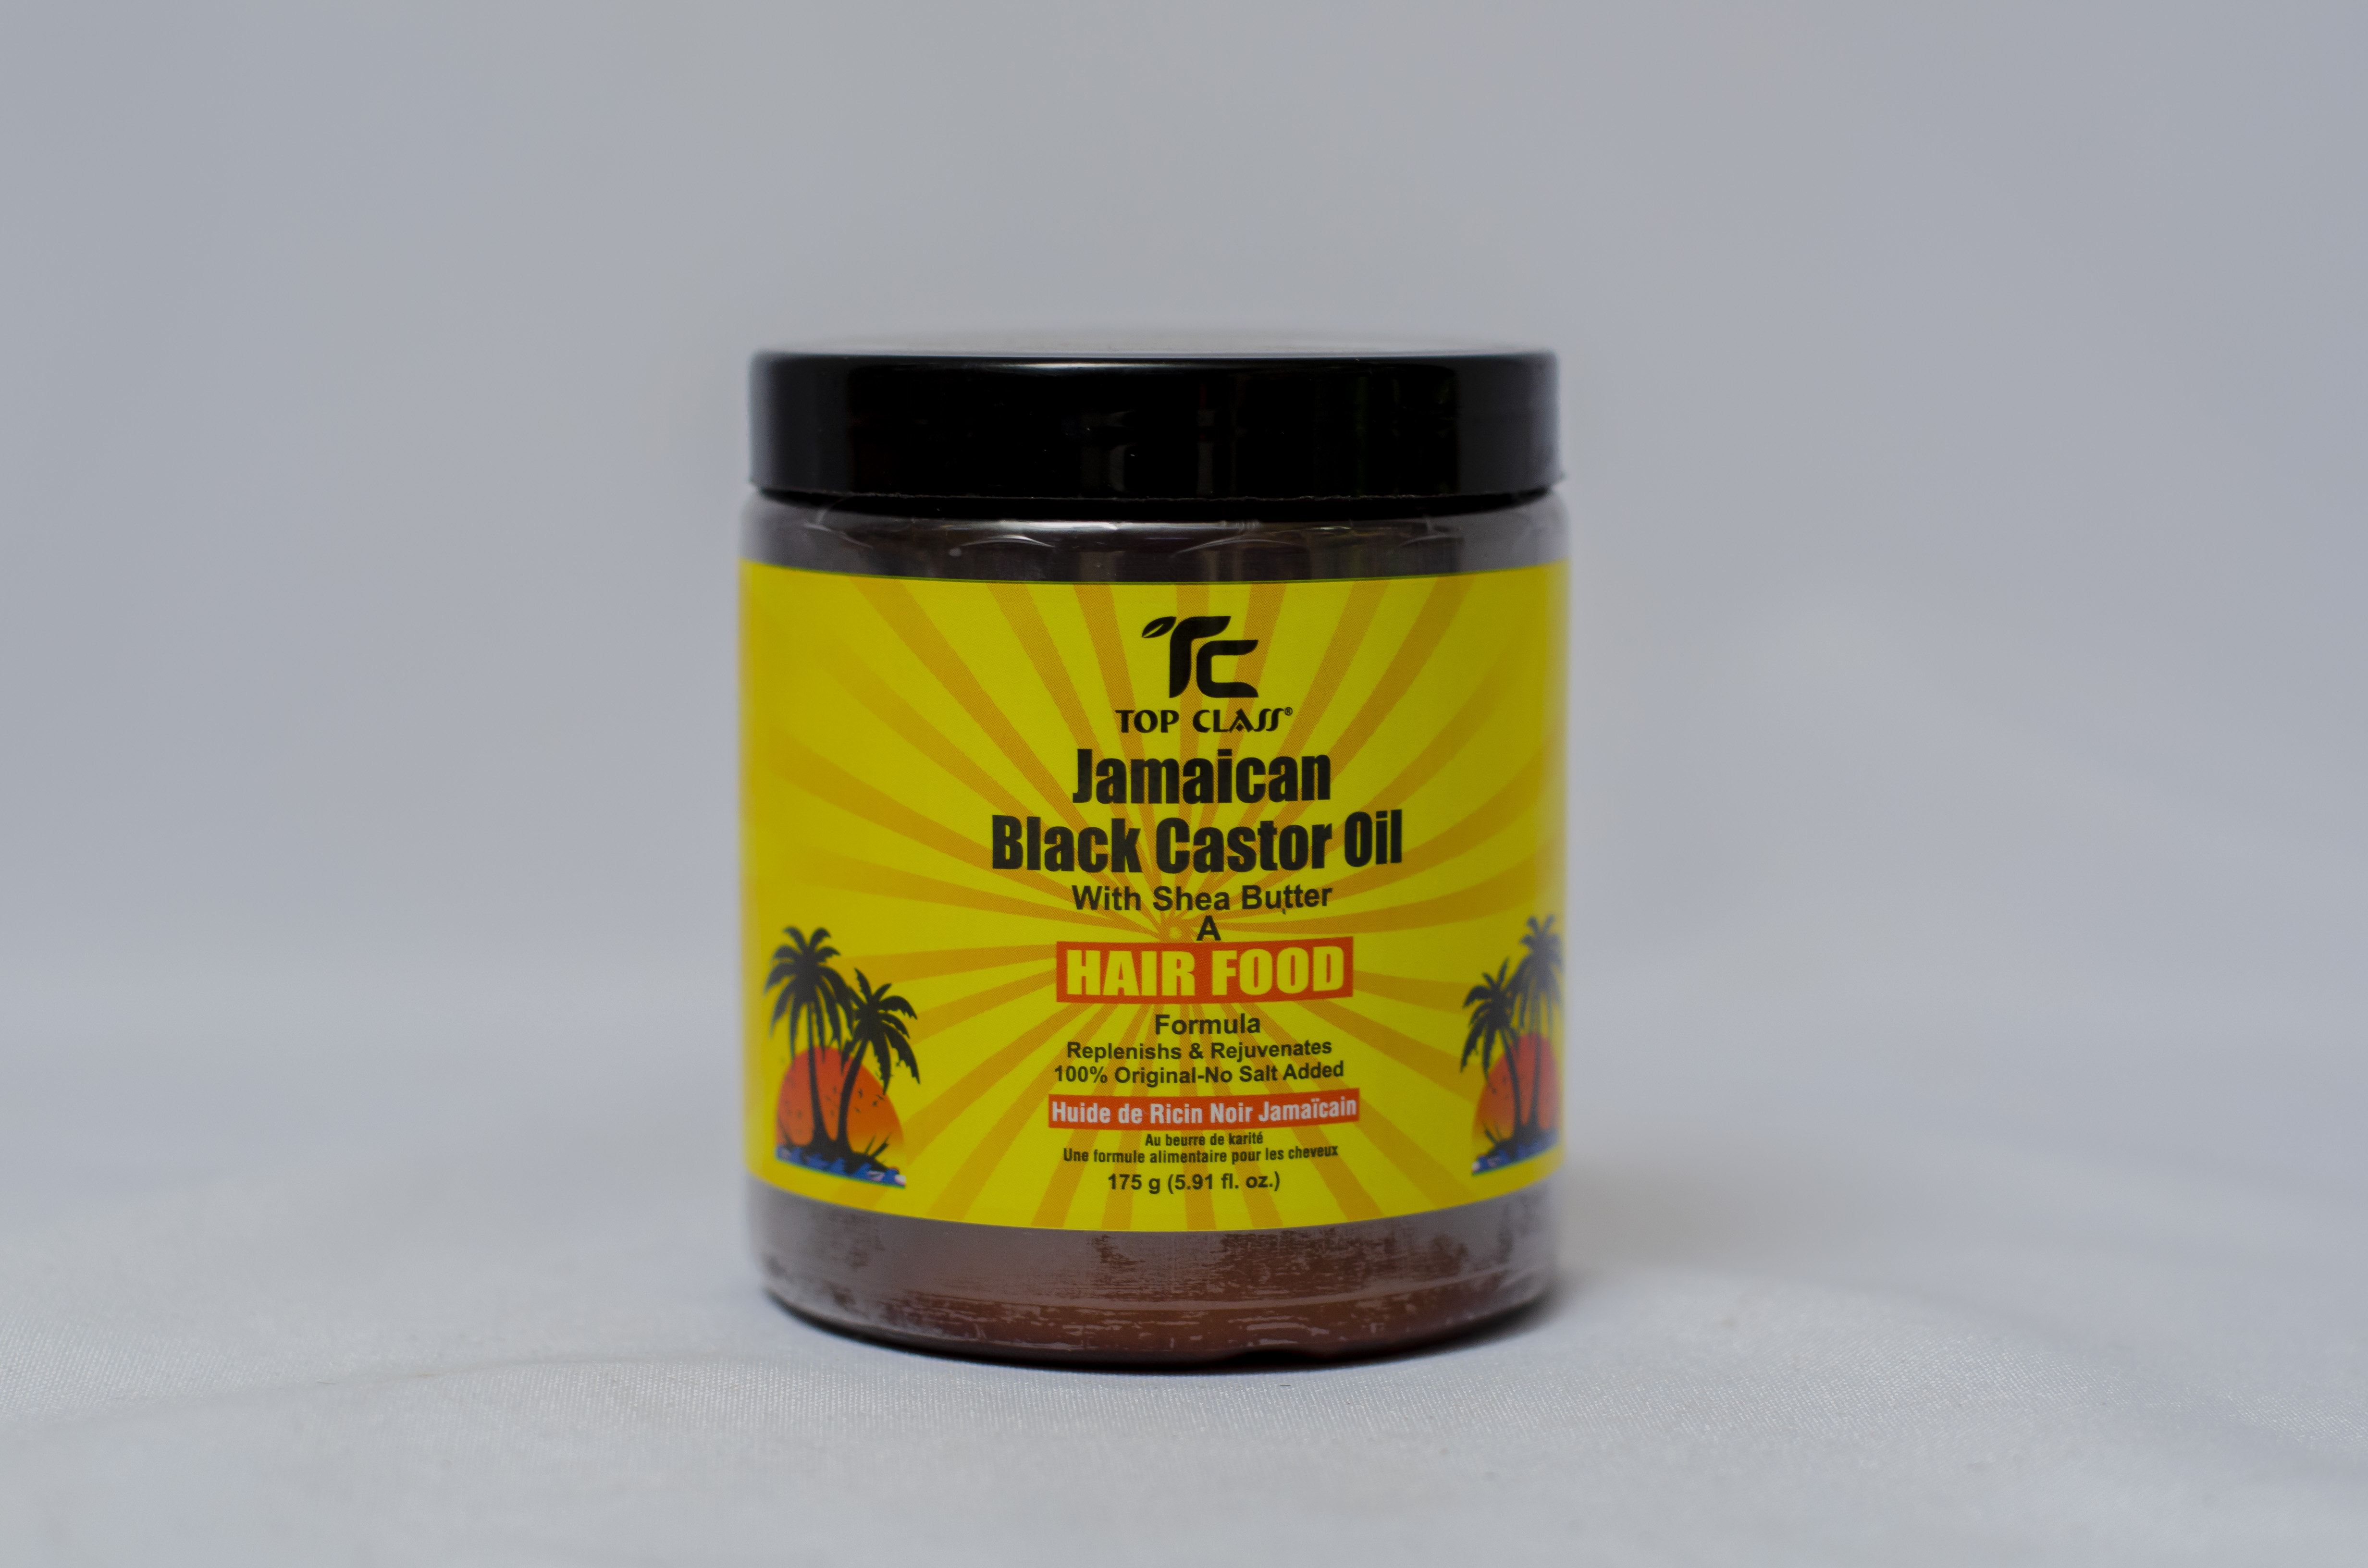 TC
TOP CLASS®
Jamaican
Black Castor Oil
With Shea Butter
A
HAIR FOOD
Formula
Replenishs & Rejuvenates
100% Original-No Salt Added
Huide de Ricin Noir Jamaïcain
Au beurre de karité
Une formule alimentaire pour les cheveux
175 g (5.91 fl. oz.)